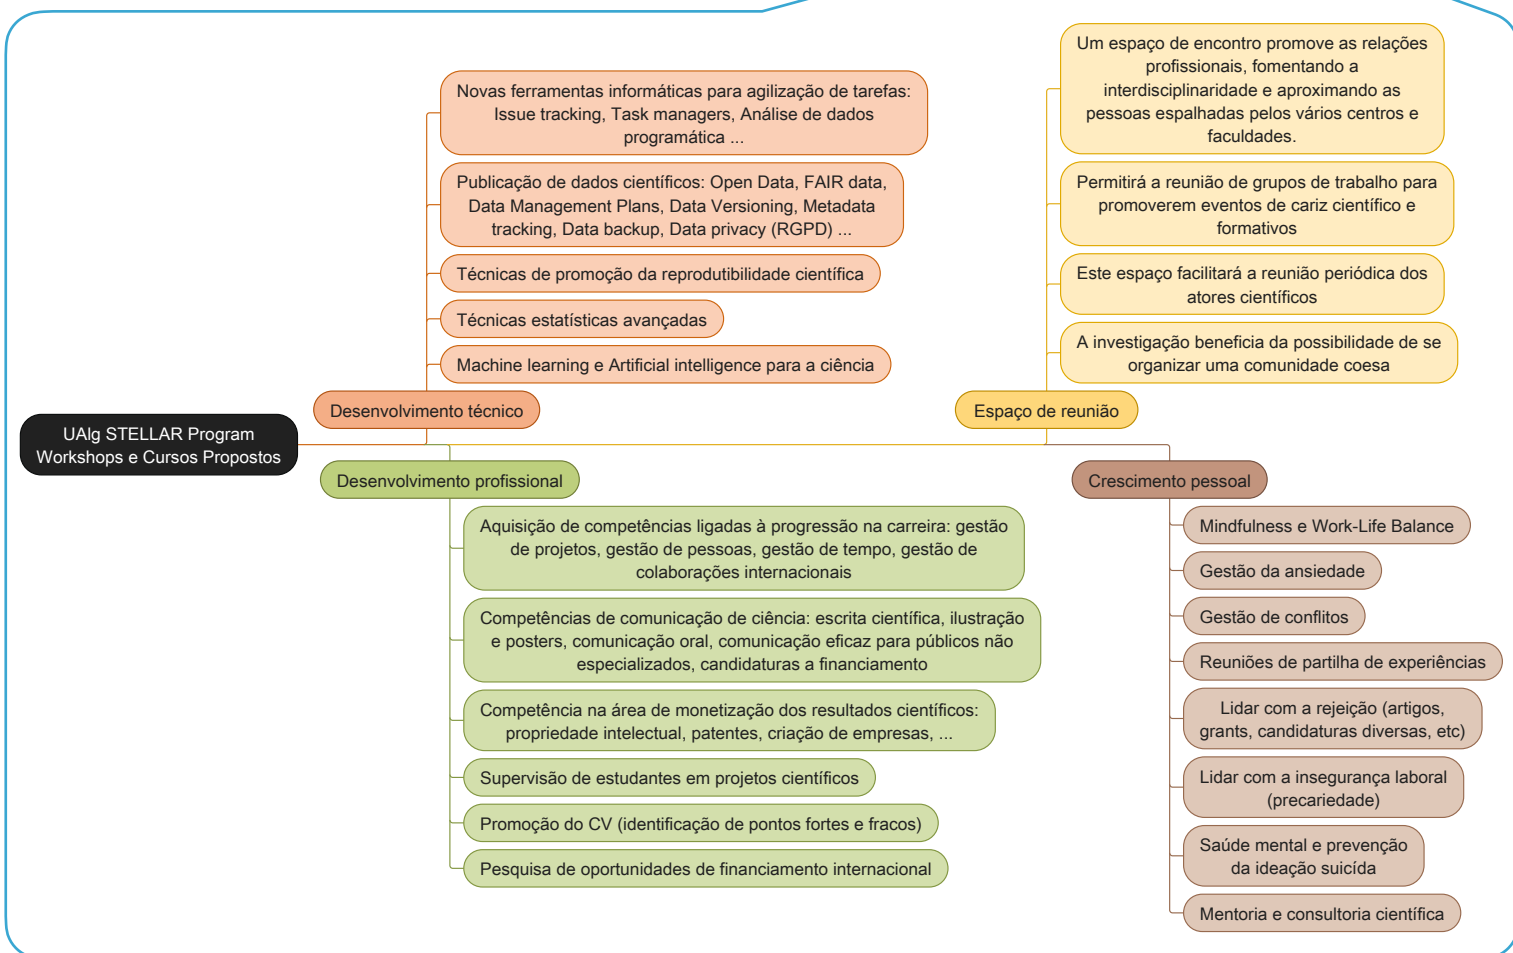 UAlg STELLAR Program
Workshops e Cursos Propostos
Desenvolvimento técnico
Novas ferramentas informáticas para agilização de tarefas:
Issue tracking, Task managers, Análise de dados
programática ...
Publicação de dados científicos: Open Data, FAIR data,
Data Management Plans, Data Versioning, Metadata
tracking, Data backup, Data privacy (RGPD) ...
Técnicas de promoção da reprodutibilidade científica
Técnicas estatísticas avançadas
Machine learning e Artificial intelligence para a ciência
Desenvolvimento profissional
Aquisição de competências ligadas à progressão na carreira: gestão
de projetos, gestão de pessoas, gestão de tempo, gestão de
colaborações internacionais
Competências de comunicação de ciência: escrita científica, ilustração
e posters, comunicação oral, comunicação eficaz para públicos não
especializados, candidaturas a financiamento
Competência na área de monetização dos resultados científicos:
propriedade intelectual, patentes, criação de empresas, ...
Supervisão de estudantes em projetos científicos
Promoção do CV (identificação de pontos fortes e fracos)
Pesquisa de oportunidades de financiamento internacional
Espaço de reunião
Um espaço de encontro promove as relações
profissionais, fomentando a
interdisciplinaridade e aproximando as
pessoas espalhadas pelos vários centros e
faculdades.
Permitirá a reunião de grupos de trabalho para
promoverem eventos de cariz científico e
formativos
Este espaço facilitará a reunião periódica dos
atores científicos
A investigação beneficia da possibilidade de se
organizar uma comunidade coesa
Crescimento pessoal
Mindfulness e Work-Life Balance
Gestão da ansiedade
Gestão de conflitos
Reuniões de partilha de experiências
Lidar com a rejeição (artigos,
grants, candidaturas diversas, etc)
Lidar com a insegurança laboral
(precariedade)
Saúde mental e prevenção
da ideação suicída
Mentoria e consultoria científica